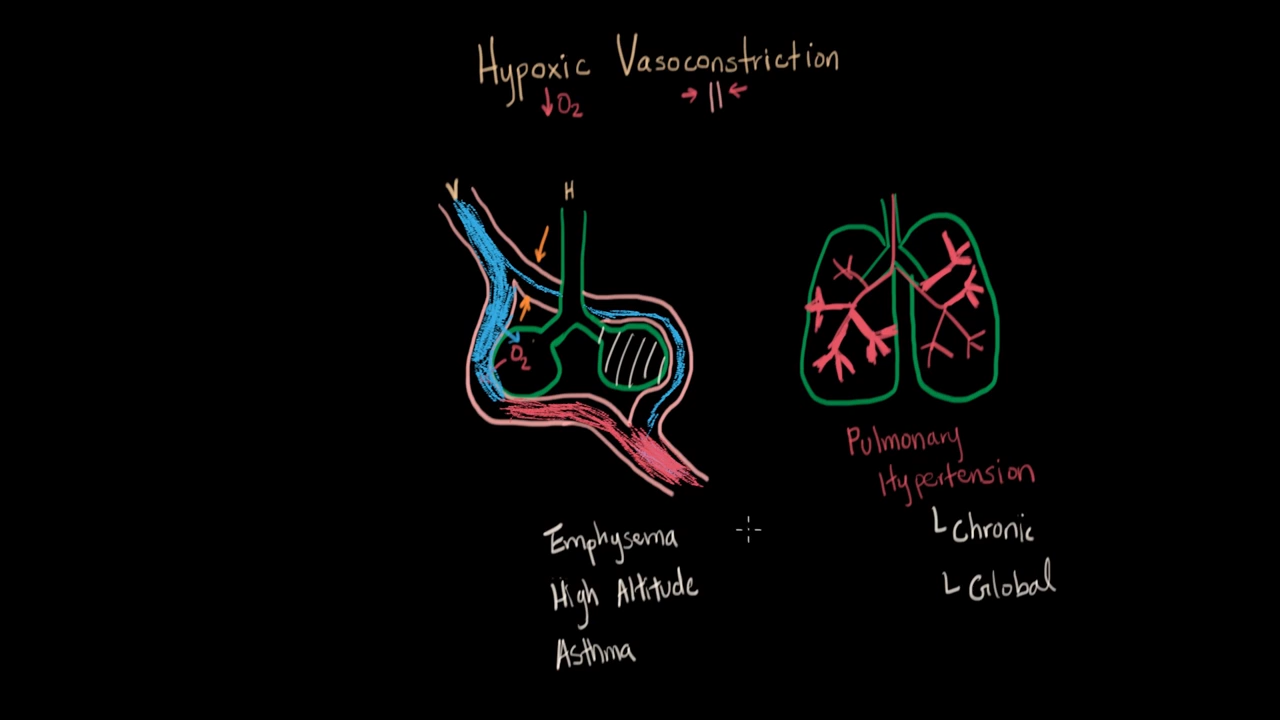 Hypoxic Vasoconstriction
↓O₂ →||←
V H
O₂
Pulmonary
Hypertension
└ Chronic
└ Global
Emphysema
High Altitude
Asthma